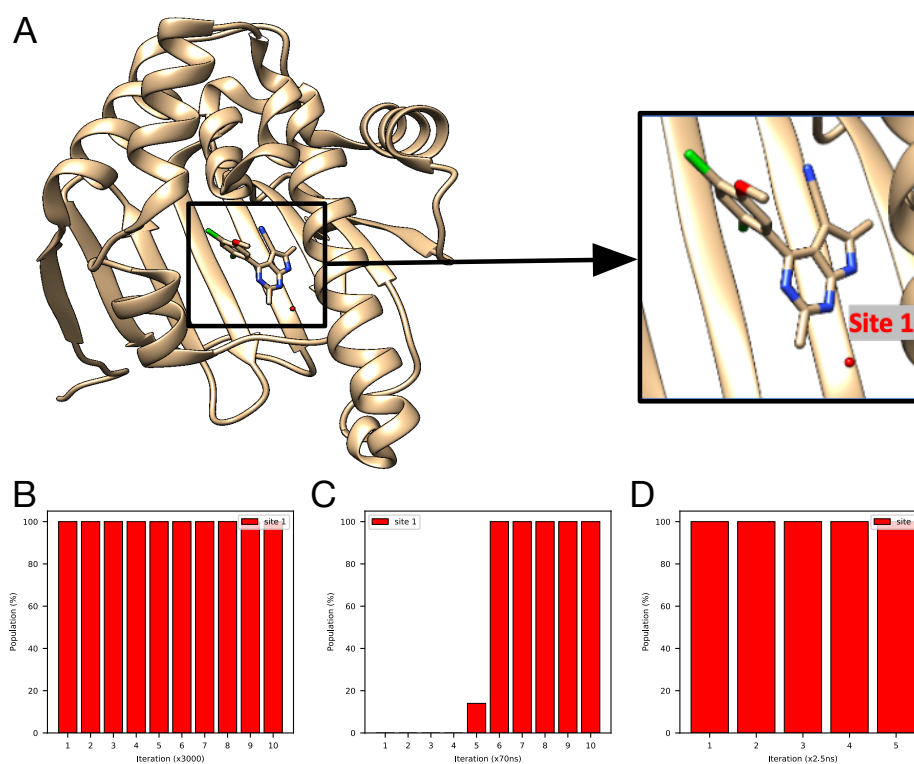 A
Site 1
B
C
D
site 1
site 1
site
Population (%)
100
80
60
40
20
0
1 2 3 4 5 6 7 8 9 10
Iteration (x3000)
Population (%)
100
80
60
40
20
0
1 2 3 4 5 6 7 8 9 10
Iteration (x70ns)
Population (%)
100
80
60
40
20
0
1 2 3 4 5
Iteration (x2.5ns)